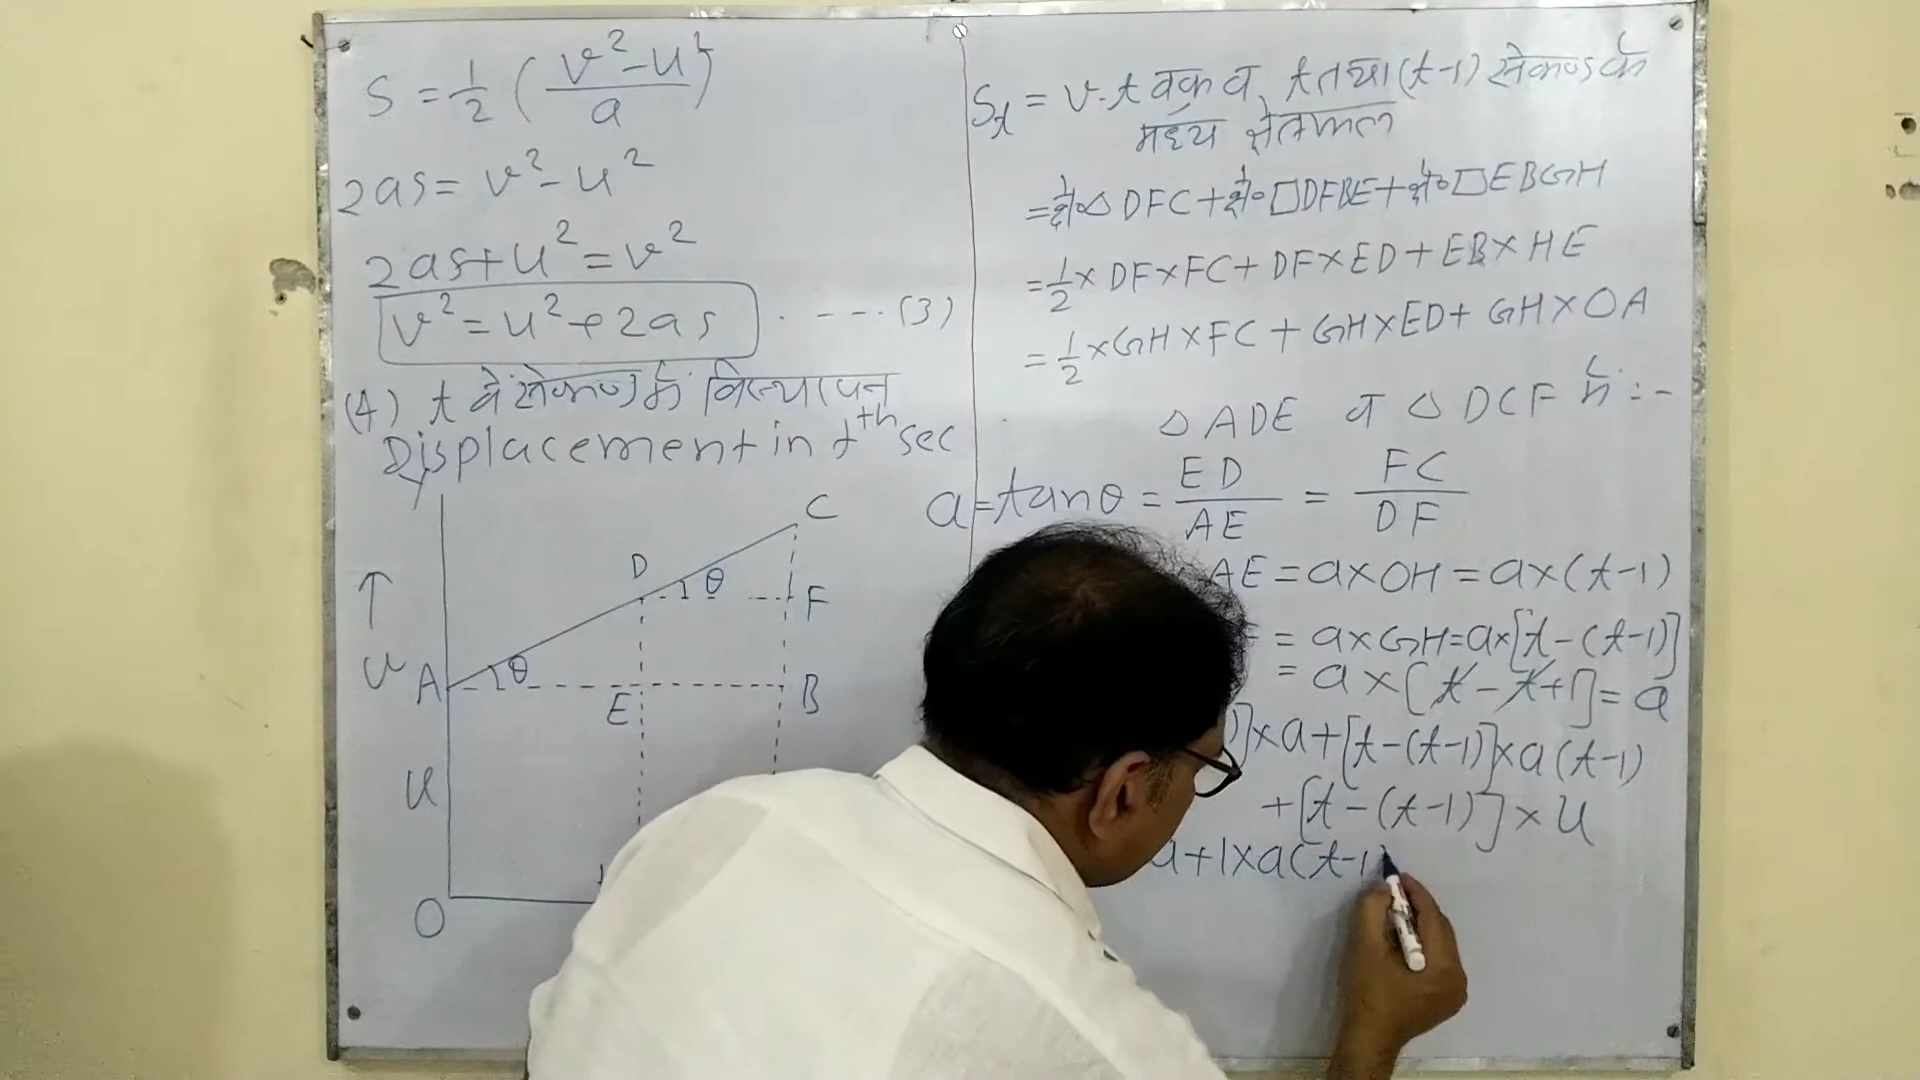 S = 1/2 ( v² - u² / a )
2as = v² - u²
2as + u² = v²
v² = u² + 2as · --- (3)
(4) t वें सेकण्ड में विस्थापन
Displacement in tth sec
C
D θ F
↑
v A θ E B
u
O
St = v-t वक्र व t तथा (t-1) सेकण्ड के
मध्य क्षेत्रफल
= क्षे० △ DFC + क्षे० □ DFBE + क्षे० □ EBGH
= 1/2 × DF × FC + DF × ED + EB × HE
= 1/2 × GH × FC + GH × ED + GH × OA
△ ADE व △ DCF में :-
a = tanθ = ED / AE = FC / DF
AE = a × OH = a × (t-1)
= a × GH = a × [t - (t-1)]
= a × [t - t + 1] = a
] × a + [t - (t-1)] × a (t-1)
+ [t - (t-1)] × u
a + 1 × a (t-1)